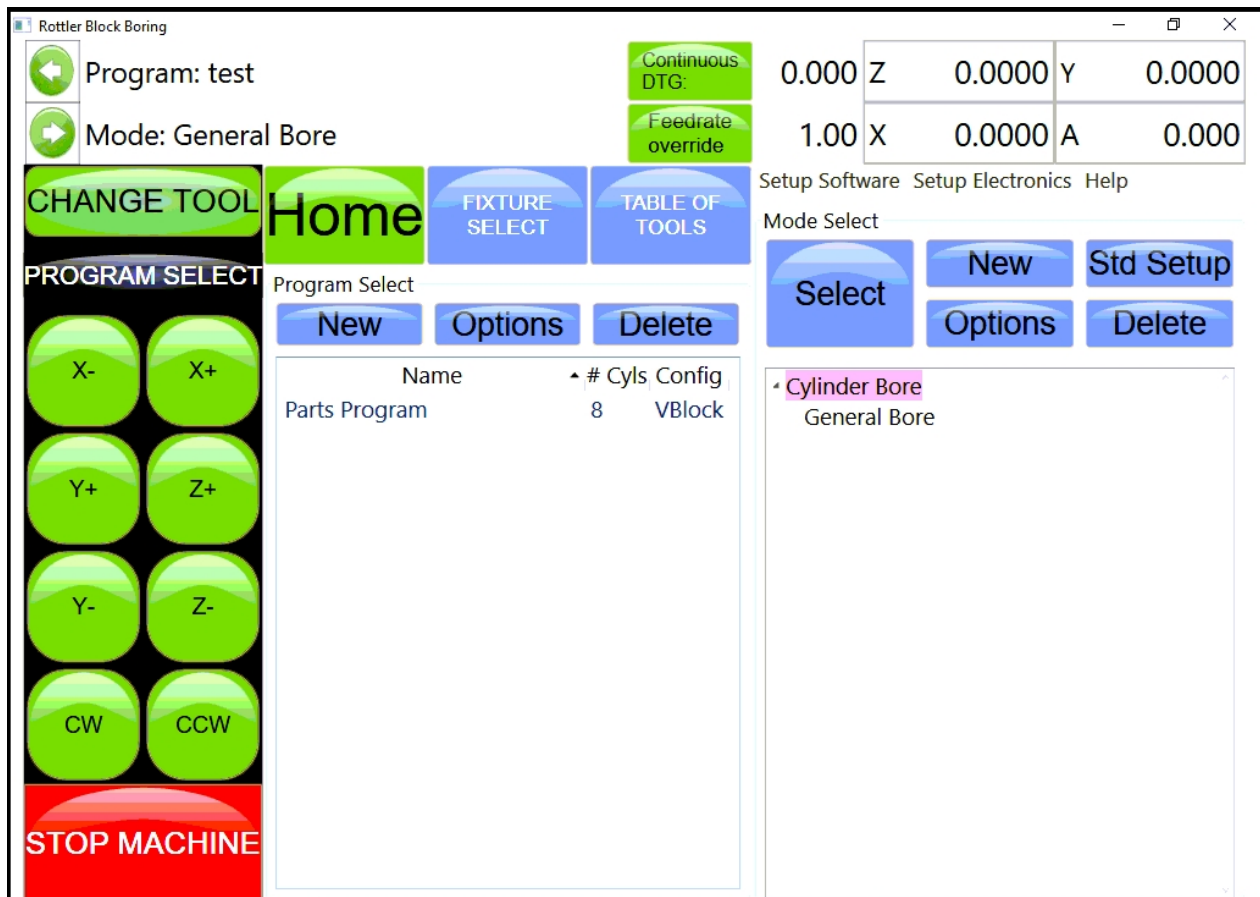 Rottler Block Boring
Program: test
Continuous DTG: 0.000 Z 0.0000 Y 0.0000
Mode: General Bore
Feedrate override 1.00 X 0.0000 A 0.000
CHANGE TOOL
Home
FIXTURE SELECT
TABLE OF TOOLS
Setup Software Setup Electronics Help
PROGRAM SELECT
Program Select
New Options Delete
Name # Cyls Config
Parts Program 8 VBlock
Mode Select
Select
New Std Setup
Options Delete
Cylinder Bore
General Bore
X- X+
Y+ Z+
Y- Z-
CW CCW
STOP MACHINE